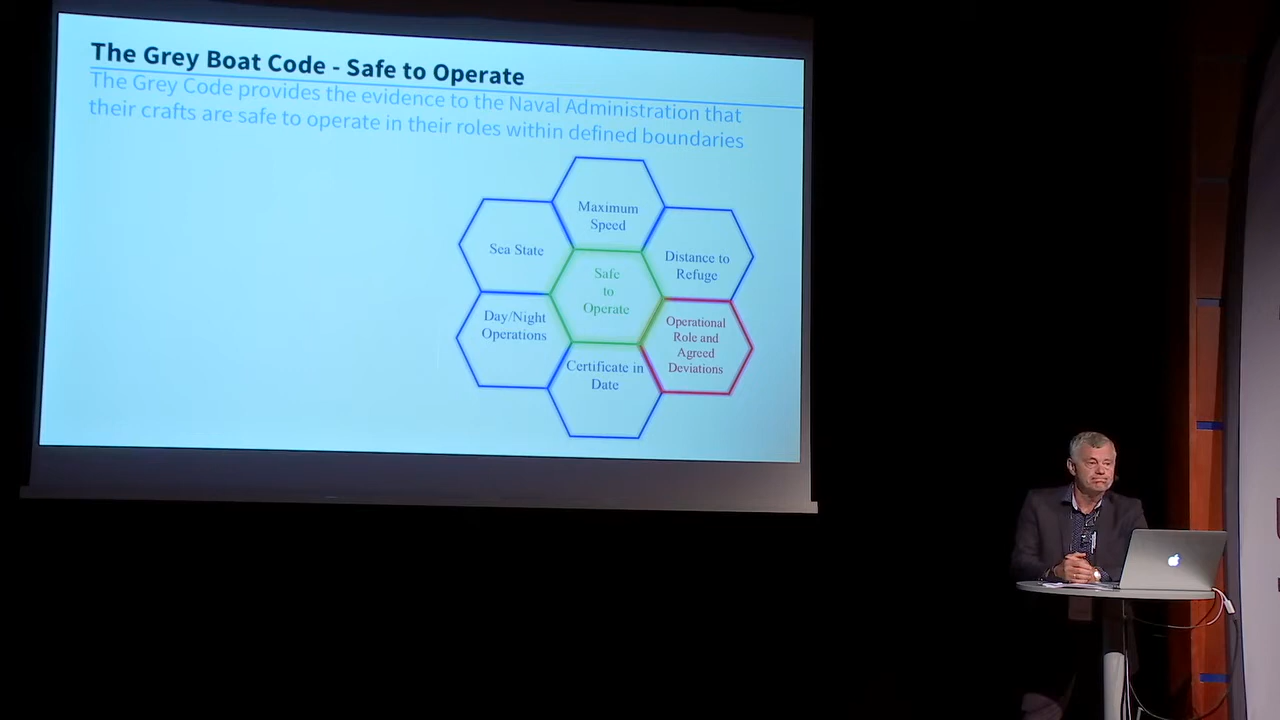 The Grey Boat Code - Safe to Operate
The Grey Code provides the evidence to the Naval Administration that
their crafts are safe to operate in their roles within defined boundaries
Maximum
Speed
Sea State
Distance to
Refuge
Safe
to
Operate
Day/Night
Operations
Operational
Role and
Agreed
Deviations
Certificate in
Date